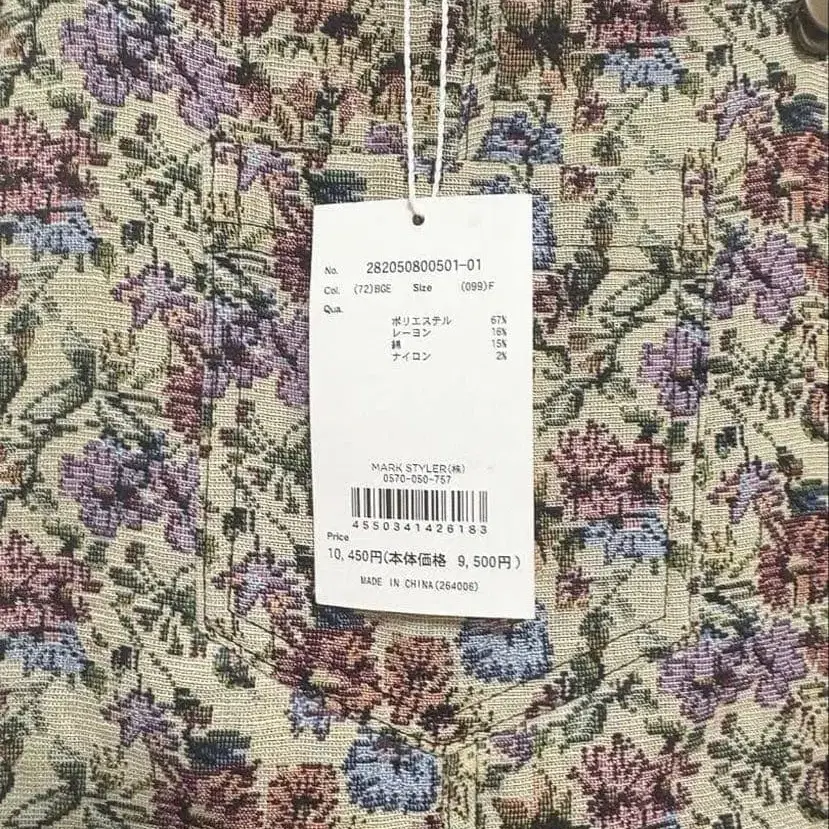 No. 282050800501-01
Col. (72)BGE Size (099)F
Qua.
ポリエステル 67%
レーヨン 16%
綿 15%
ナイロン 2%
MARK STYLER(株)
0570-050-757
4550341426183
Price
10,450円(本体価格 9,500円)
MADE IN CHINA(264006)